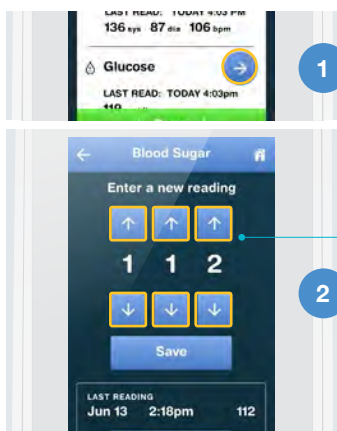 LAST READ: TODAY 4:03 PM
136 sys 87 dia 106 bpm
Glucose
LAST READ: TODAY 4:03pm
1
Blood Sugar
Enter a new reading
1 1 2
2
Save
LAST READING
Jun 13 2:18pm 112